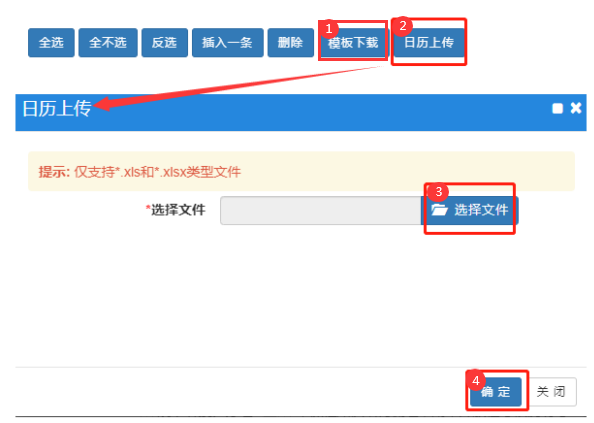 1 2
全选 全不选 反选 插入一条 删除 模板下载 日历上传
日历上传
提示: 仅支持*.xls和*.xlsx类型文件
3
*选择文件 选择文件
4
确定 关闭